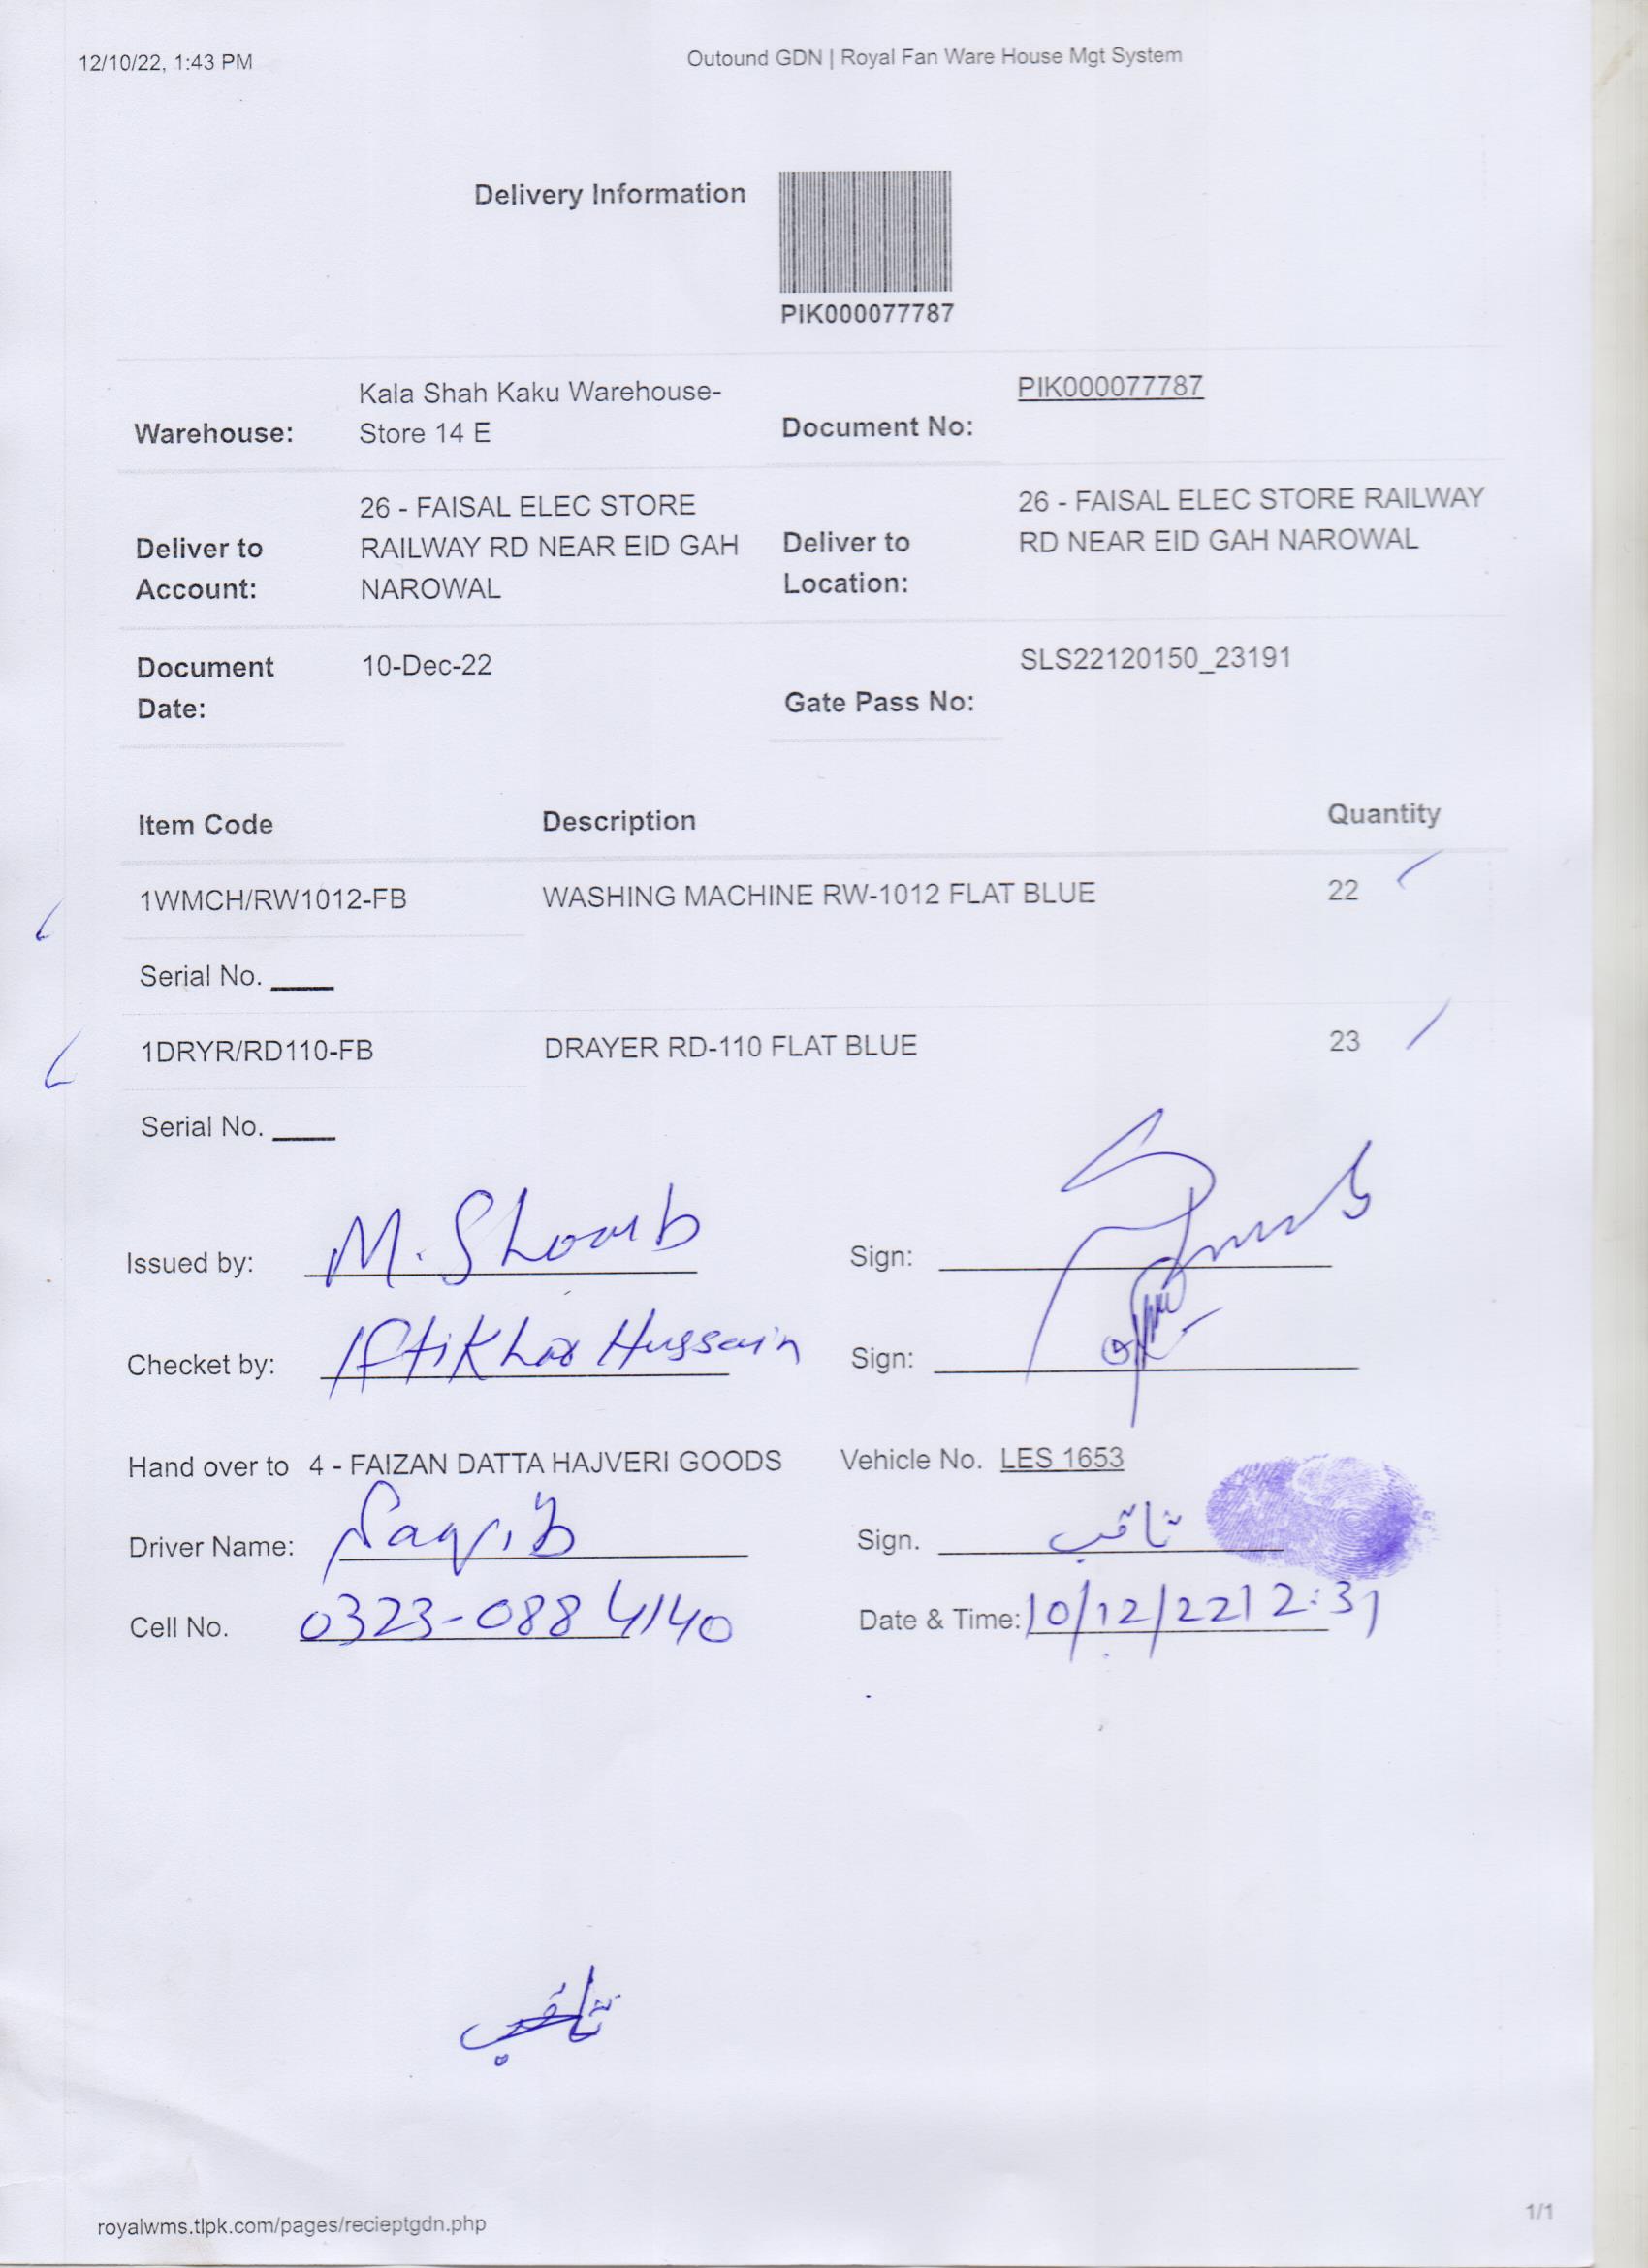 12/10/22, 1:43 PM
Outound GDN | Royal Fan Ware House Mgt System
Delivery Information
PIK000077787
Warehouse: Kala Shah Kaku Warehouse-
Store 14 E
Document No: PIK000077787
Deliver to
Account:
26 - FAISAL ELEC STORE
RAILWAY RD NEAR EID GAH
NAROWAL
Deliver to
Location:
26 - FAISAL ELEC STORE RAILWAY
RD NEAR EID GAH NAROWAL
Document
Date:
10-Dec-22
Gate Pass No: SLS22120150_23191
Item Code Description Quantity
1WMCH/RW1012-FB WASHING MACHINE RW-1012 FLAT BLUE 22
Serial No.
1DRYR/RD110-FB DRAYER RD-110 FLAT BLUE 23
Serial No.
Issued by: M. Shoaib Sign:
Checket by: Iftikhar Hussain Sign:
Hand over to 4 - FAIZAN DATTA HAJVERI GOODS Vehicle No. LES 1653
Driver Name: Saqib Sign. ثاقب
Cell No. 0323-0884140 Date & Time: 10/12/22 12:31
ثاقب
royalwms.tlpk.com/pages/recieptgdn.php
1/1